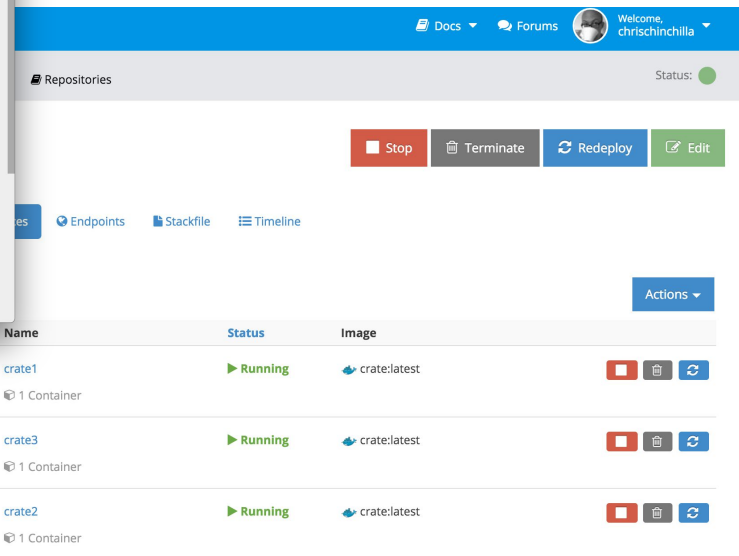 Docs Forums Welcome,
chrischinchilla
Repositories Status:
Stop Terminate Redeploy Edit
Endpoints Stackfile Timeline
Actions
Name Status Image
crate1 Running crate:latest
1 Container
crate3 Running crate:latest
1 Container
crate2 Running crate:latest
1 Container